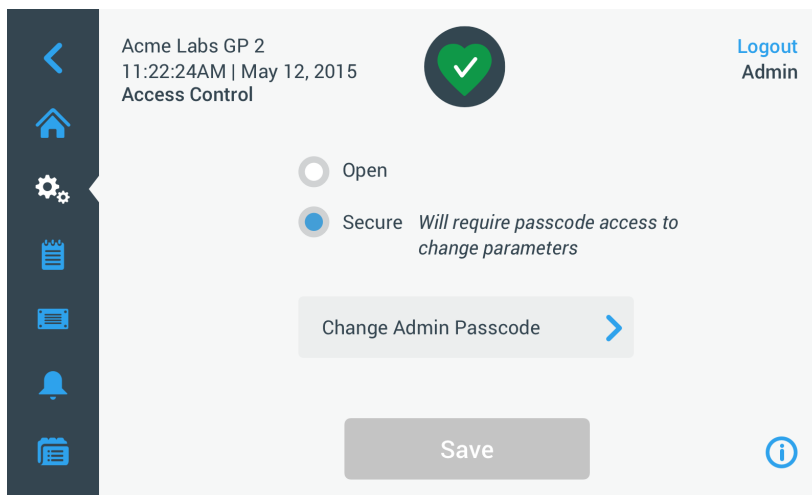 Acme Labs GP 2
11:22:24AM | May 12, 2015
Access Control
Logout
Admin
Open
Secure Will require passcode access to
change parameters
Change Admin Passcode
Save